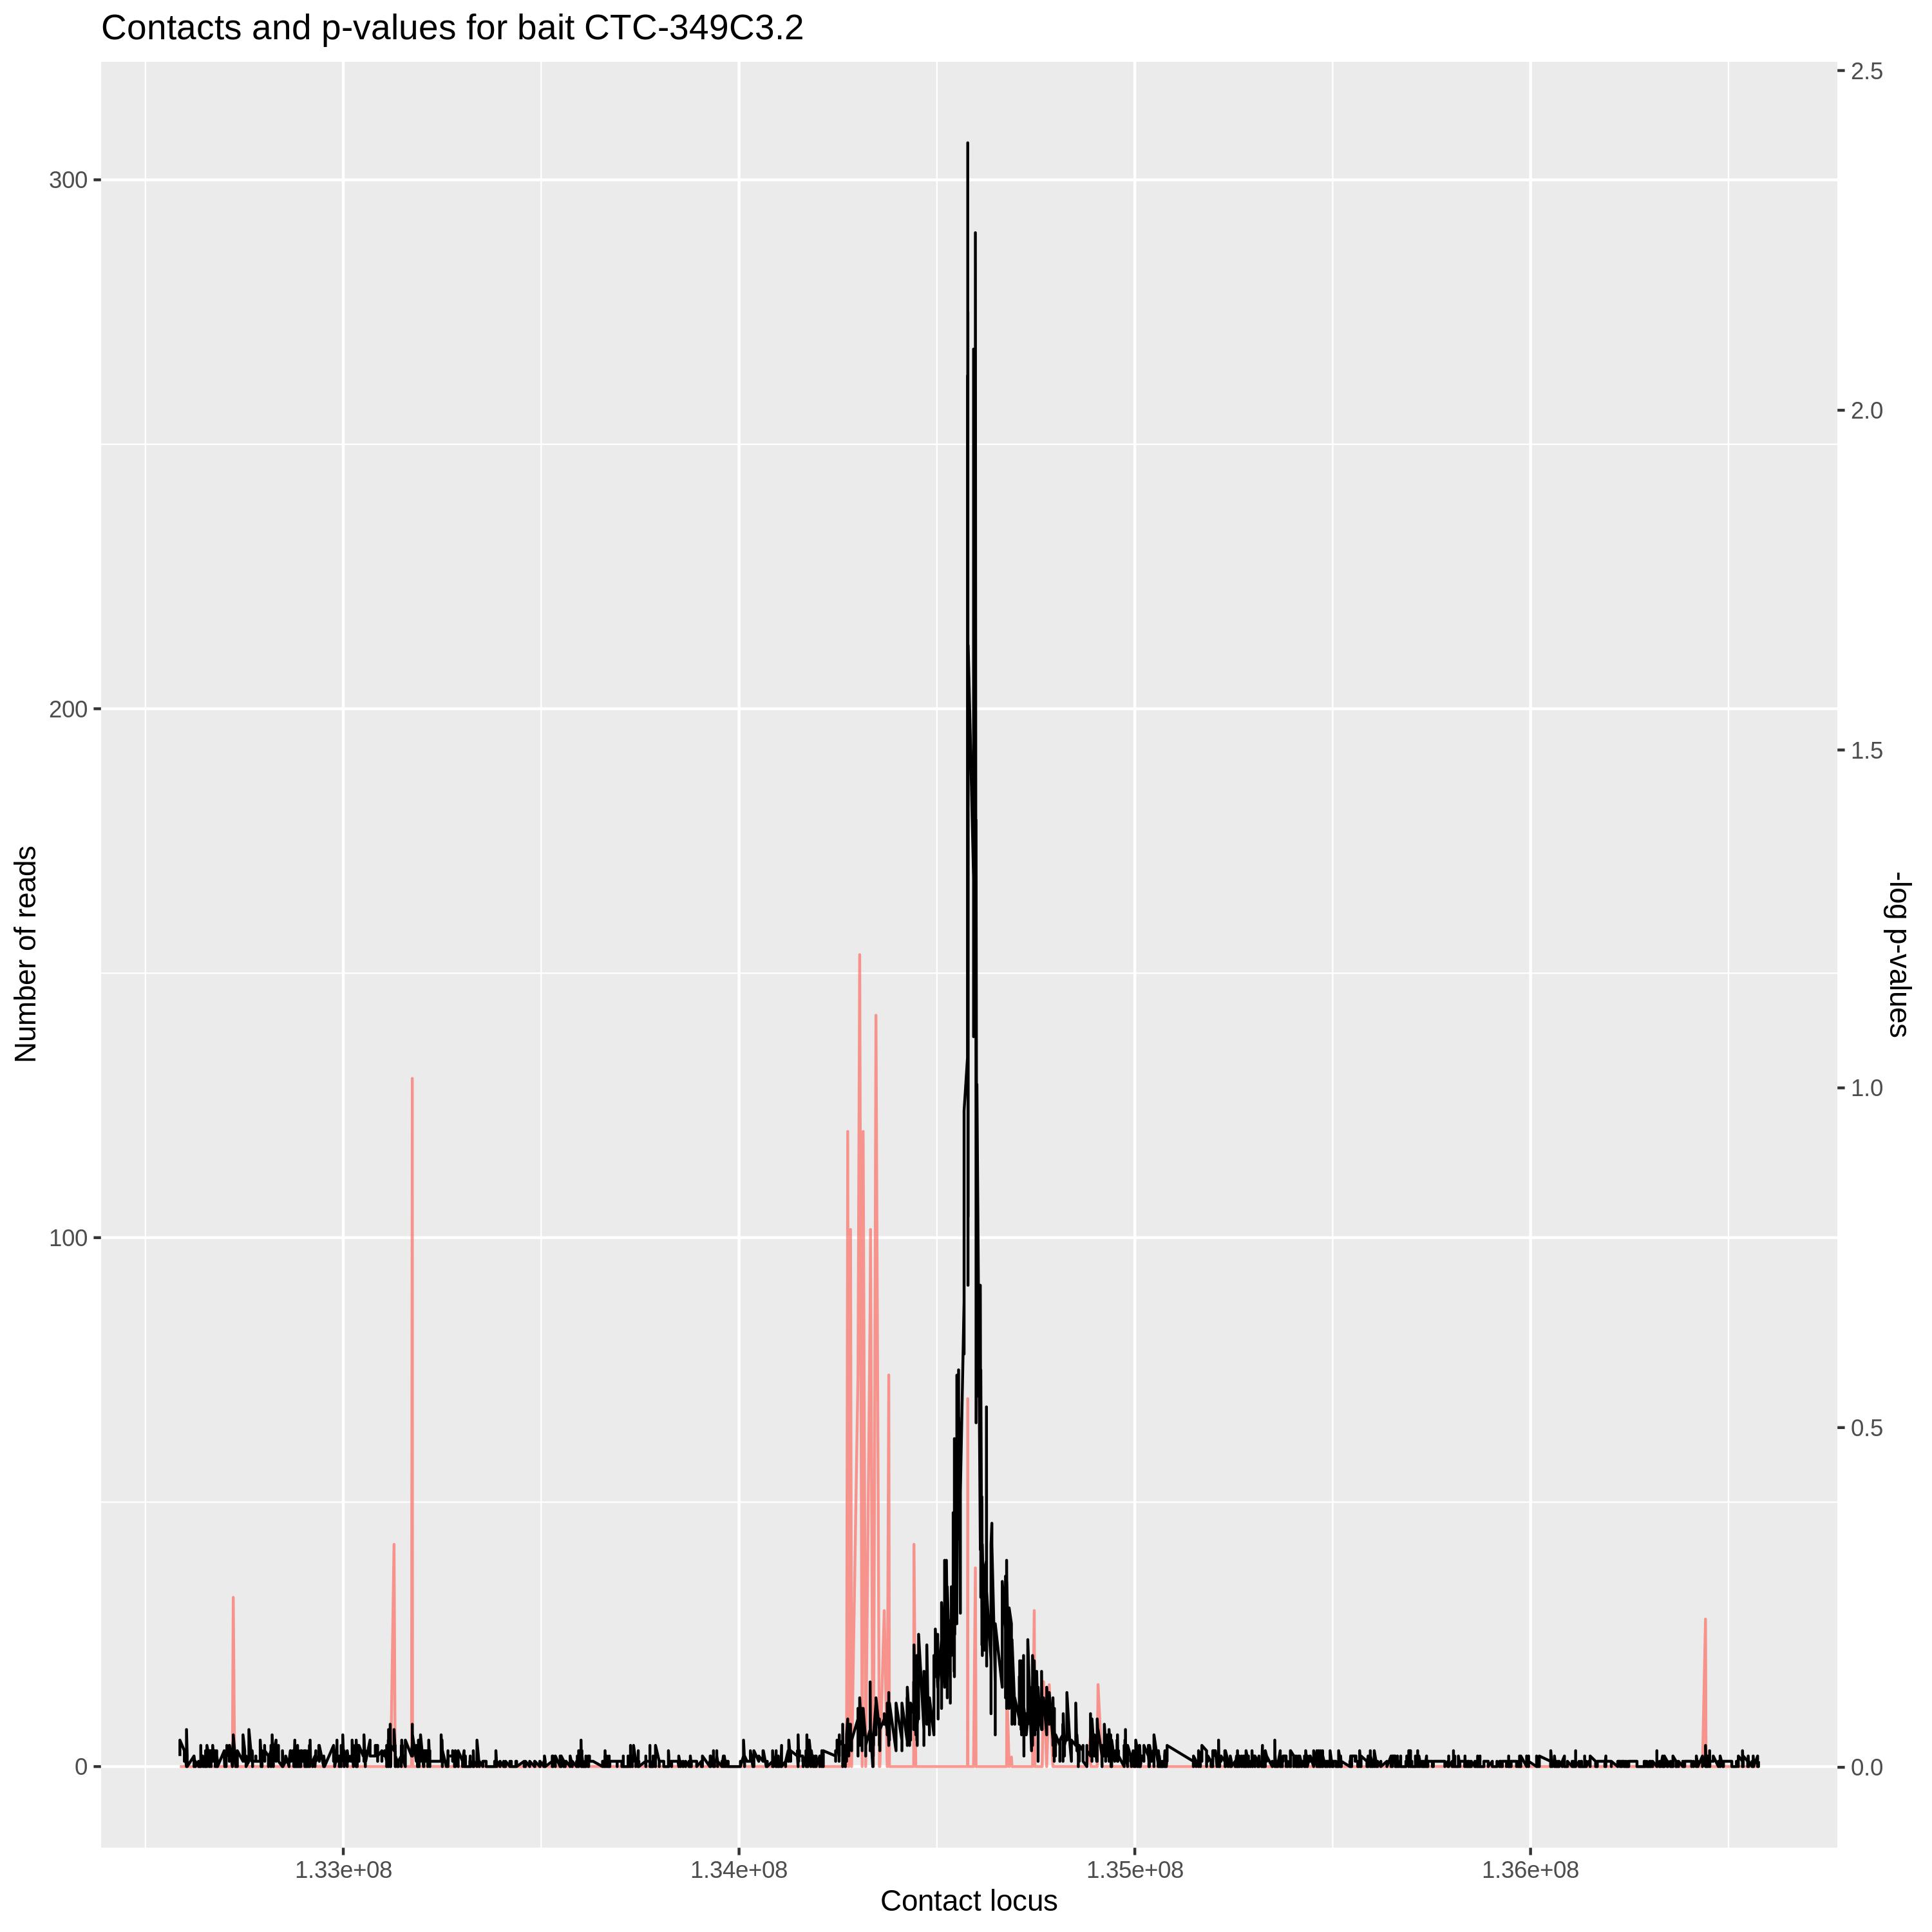 Contacts and p-values for bait CTC-349C3.2
300
200
100
0
Number of reads
2.5
2.0
1.5
1.0
0.5
0.0
-log p-values
1.33e+08
1.34e+08
1.35e+08
1.36e+08
Contact locus